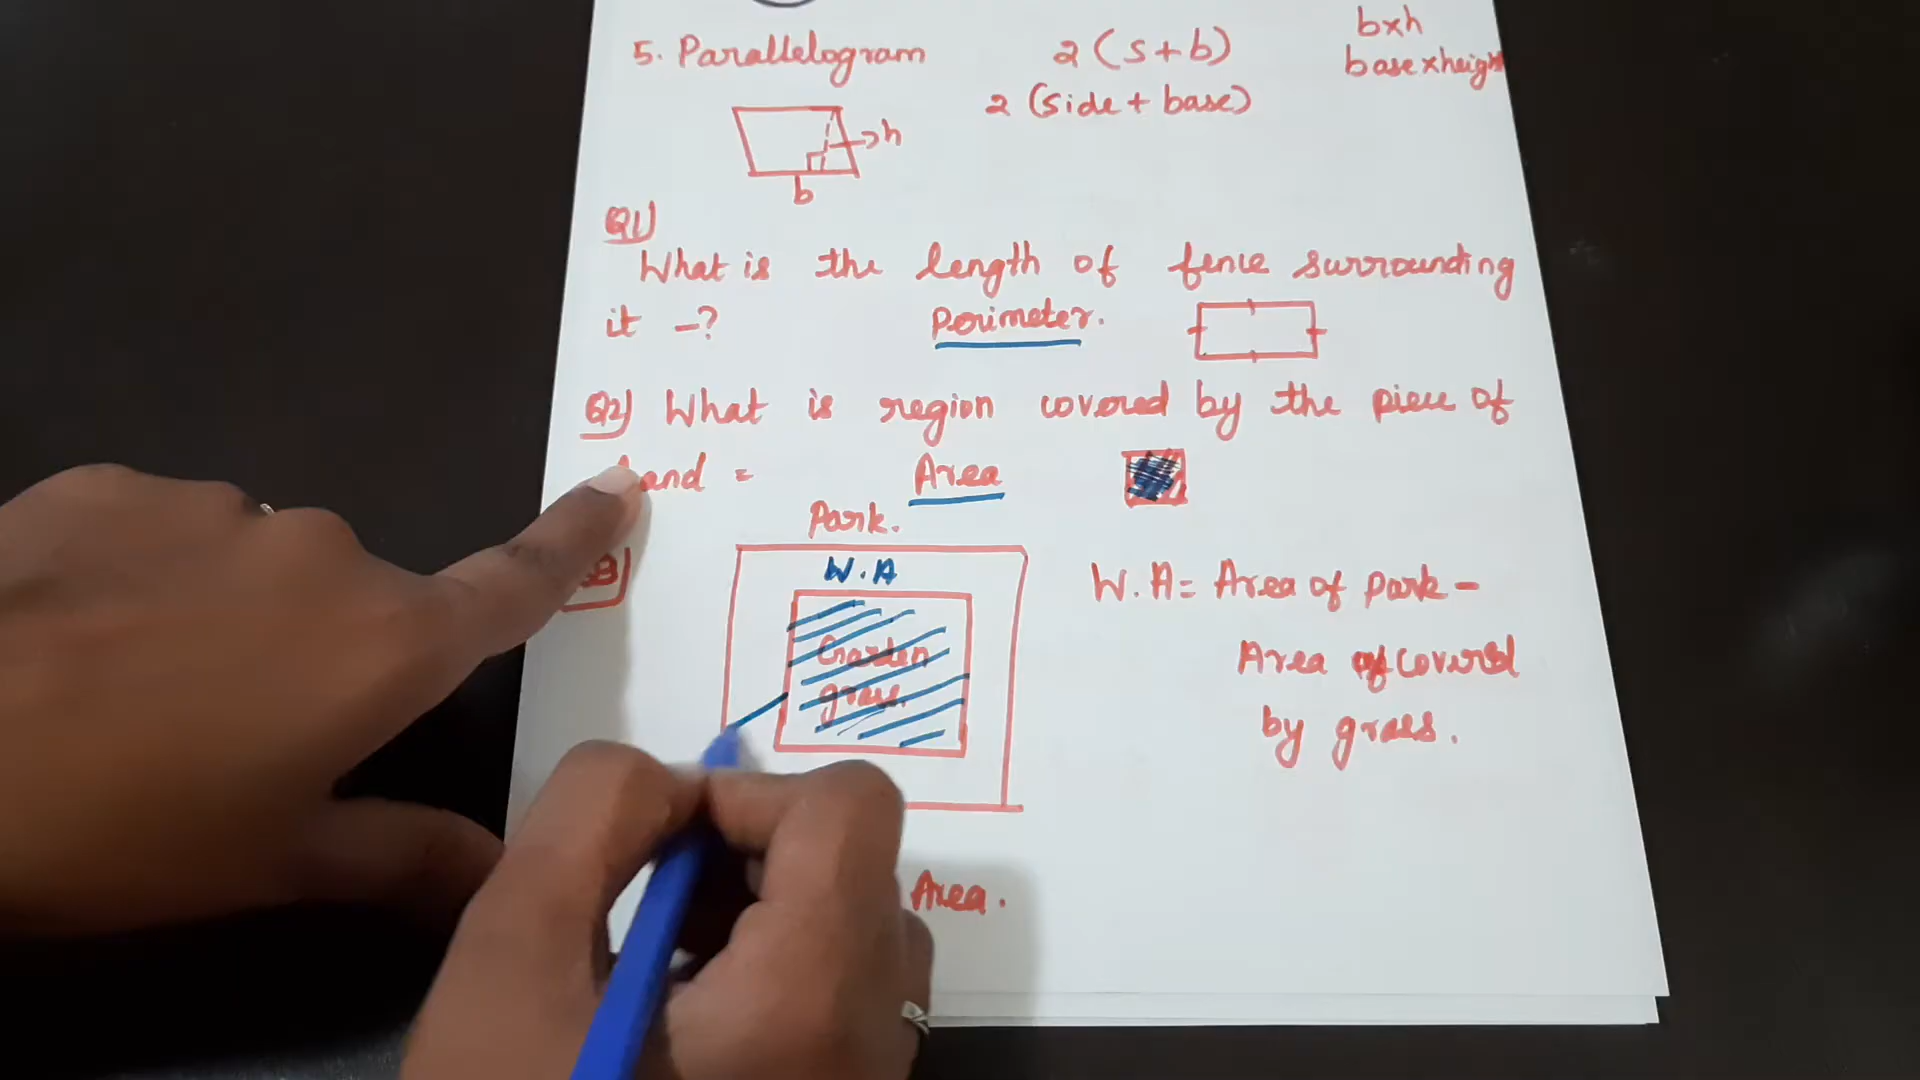 5. Parallelogram 2 (s+b) bxh
2 (side + base) base x heigh
h
b
Q1)
What is the length of fence surrounding
it -? Perimeter.
Q2) What is region covered by the piece of
Land = Area
Park.
W.A
Garden
grass.
W.A = Area of park -
Area of covered
by grass.
Area.